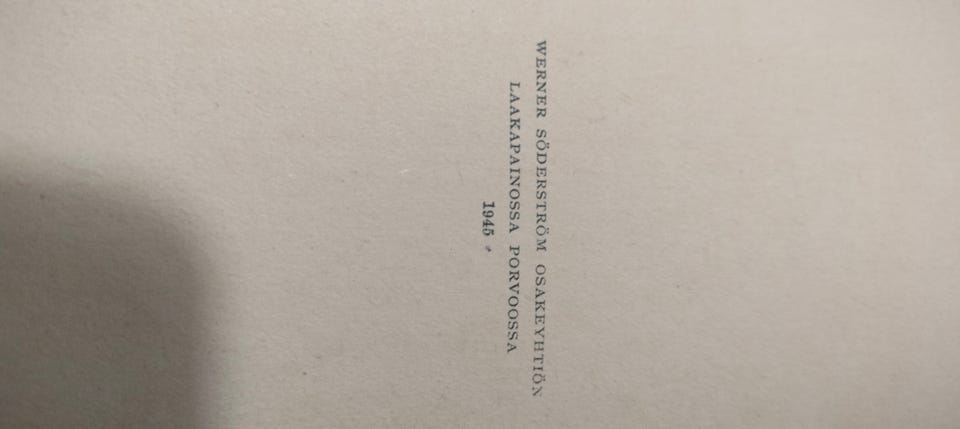 WERNER SÖDERSTRÖM OSAKEYHTIÖN
LAAKAPAINOSSA PORVOOSSA
1945